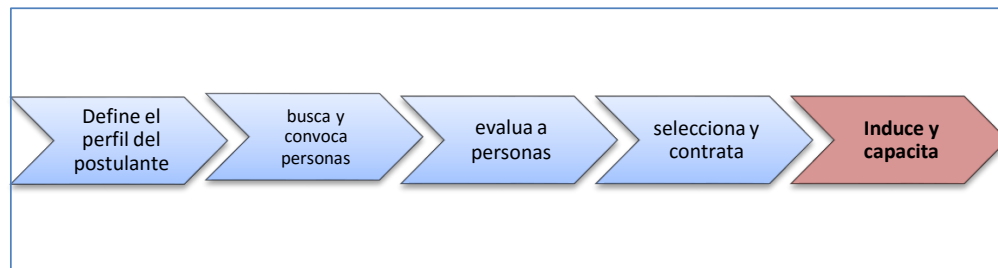 Define el
perfil del
postulante
busca y
convoca
personas
evalua a
personas
selecciona y
contrata
Induce y
capacita